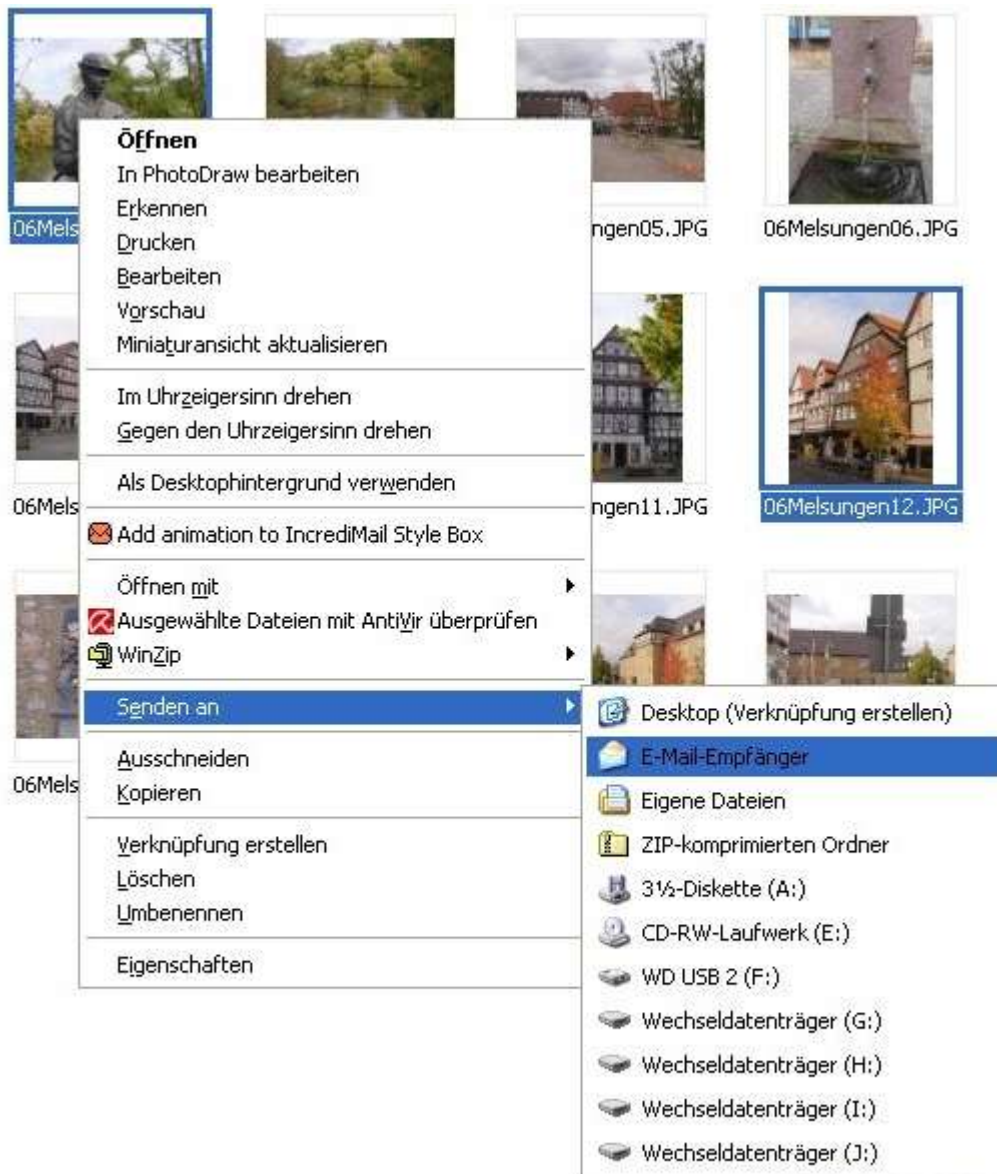 06Mels
ngen05.JPG
06Melsungen06.JPG
Öffnen
In PhotoDraw bearbeiten
Erkennen
Drucken
Bearbeiten
Vorschau
Miniaturansicht aktualisieren
Im Uhrzeigersinn drehen
Gegen den Uhrzeigersinn drehen
Als Desktophintergrund verwenden
06Mels
ngen11.JPG
06Melsungen12.JPG
Add animation to IncrediMail Style Box
Öffnen mit
Ausgewählte Dateien mit AntiVir überprüfen
WinZip
Senden an
Ausschneiden
Kopieren
06Mels
Verknüpfung erstellen
Löschen
Umbenennen
Eigenschaften
Desktop (Verknüpfung erstellen)
E-Mail-Empfänger
Eigene Dateien
ZIP-komprimierten Ordner
3½-Diskette (A:)
CD-RW-Laufwerk (E:)
WD USB 2 (F:)
Wechseldatenträger (G:)
Wechseldatenträger (H:)
Wechseldatenträger (I:)
Wechseldatenträger (J:)